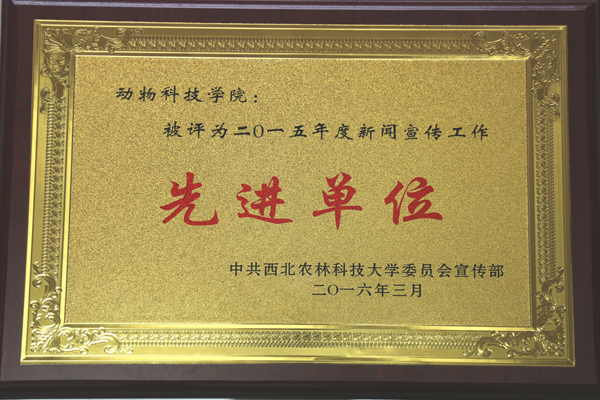 动物科技学院：
被评为二〇一五年度新闻宣传工作
先进单位
中共西北农林科技大学委员会宣传部
二〇一六年三月